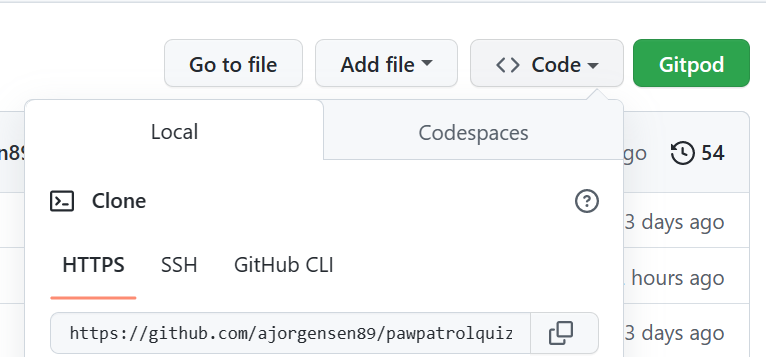 Go to file Add file Code Gitpod
Local Codespaces
n89 go 54
Clone
3 days ago
HTTPS SSH GitHub CLI
hours ago
https://github.com/ajorgensen89/pawpatrolquiz
3 days ago